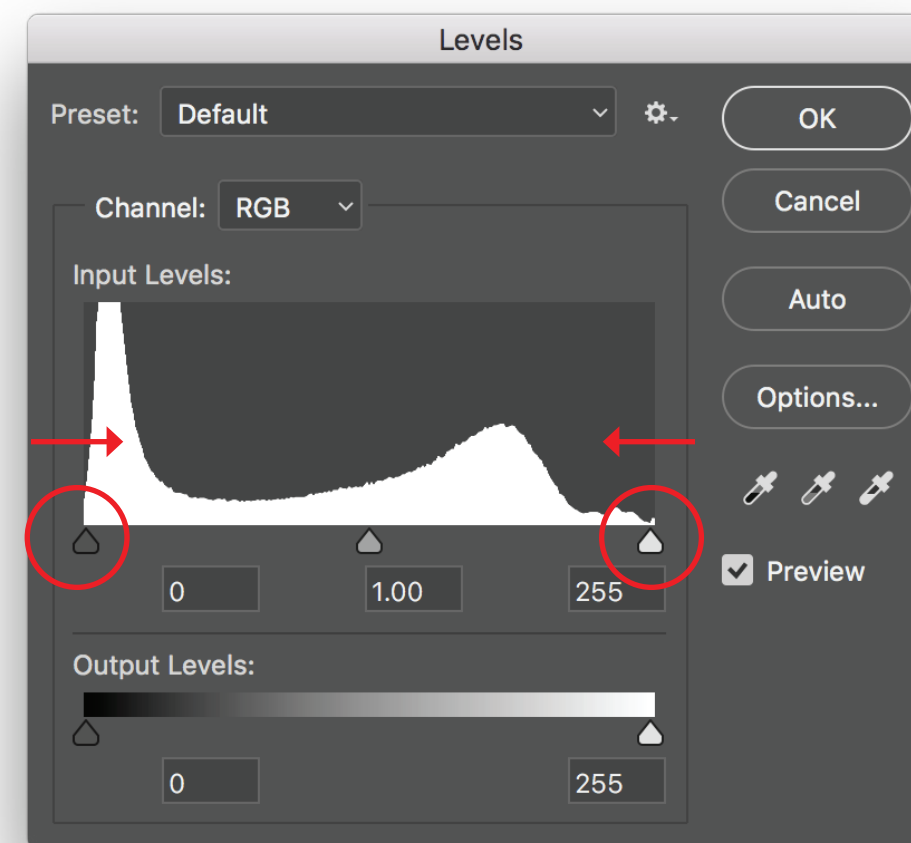 Levels
Preset: Default
OK
Channel: RGB
Cancel
Input Levels:
Auto
Options...
0 1.00 255
Preview
Output Levels:
0 255